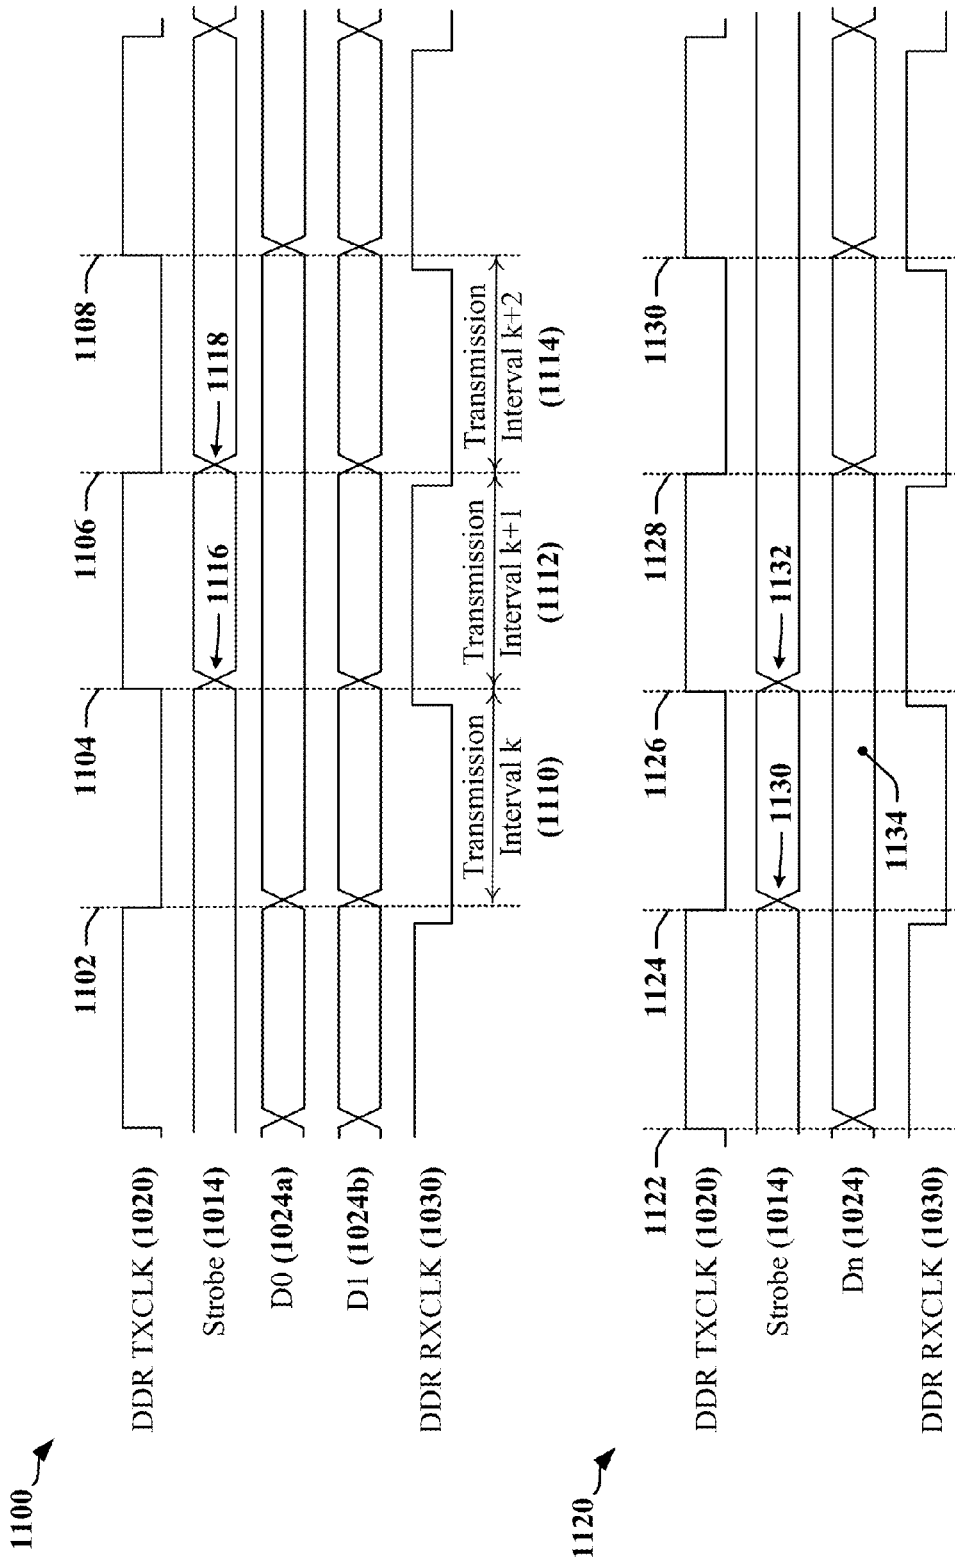 1100
1102
1104
1106
1108
DDR TXCLK (1020)
Strobe (1014)
1116
1118
D0 (1024a)
D1 (1024b)
DDR RXCLK (1030)
Transmission
Interval k
(1110)
Transmission
Interval k+1
(1112)
Transmission
Interval k+2
(1114)
1120
1122
1124
1126
1128
1130
DDR TXCLK (1020)
Strobe (1014)
1130
1132
Dn (1024)
1134
DDR RXCLK (1030)